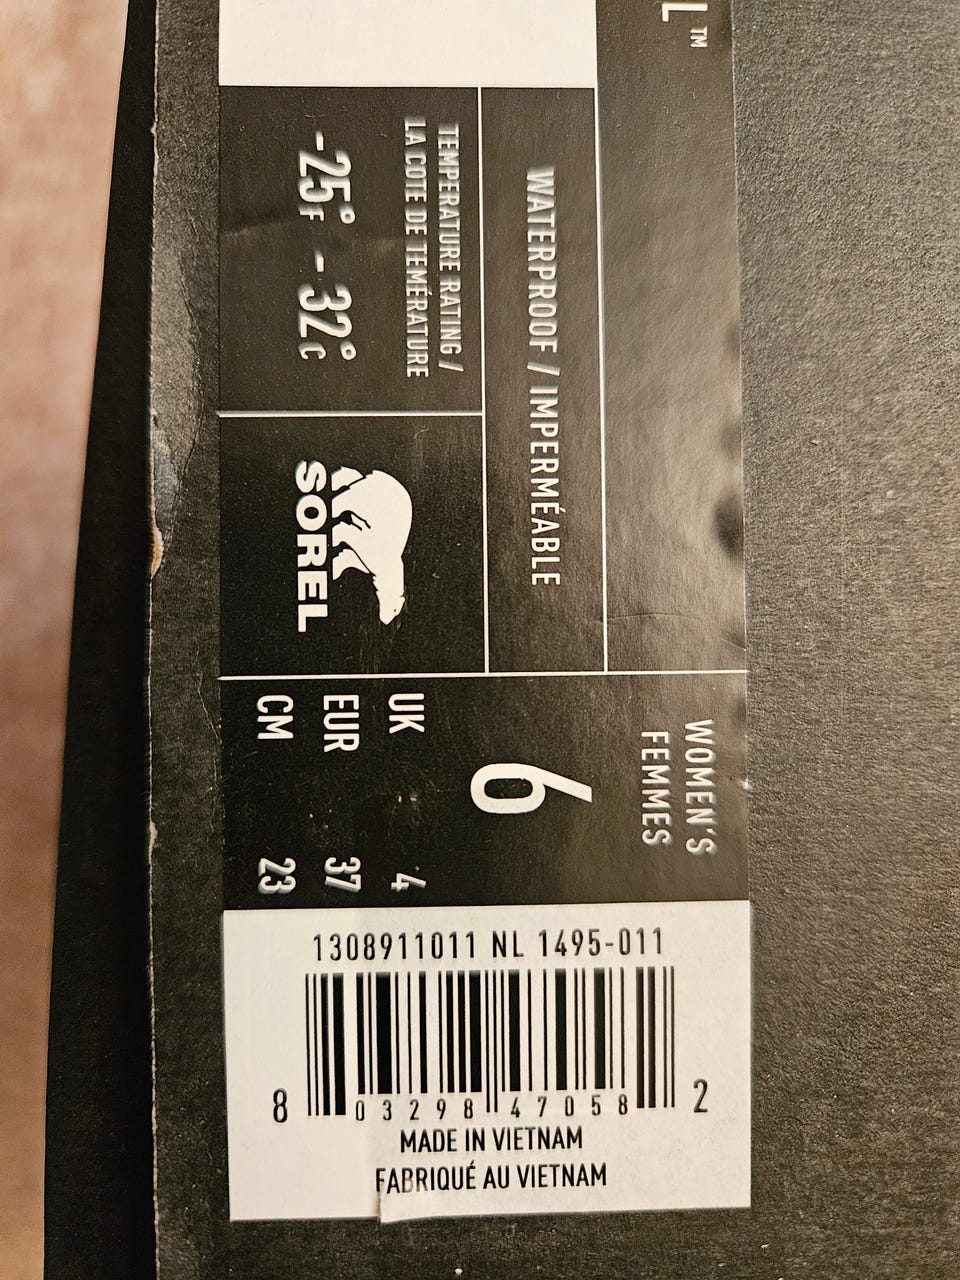 L™
WATERPROOF / IMPERMÉABLE
TEMPERATURE RATING /
LA COTE DE TEMÉRATURE
-25°F - 32°C
SOREL
WOMEN'S
FEMMES
6
UK 4
EUR 37
CM 23
1308911011 NL 1495-011
8 03298 47058 2
MADE IN VIETNAM
FABRIQUÉ AU VIETNAM